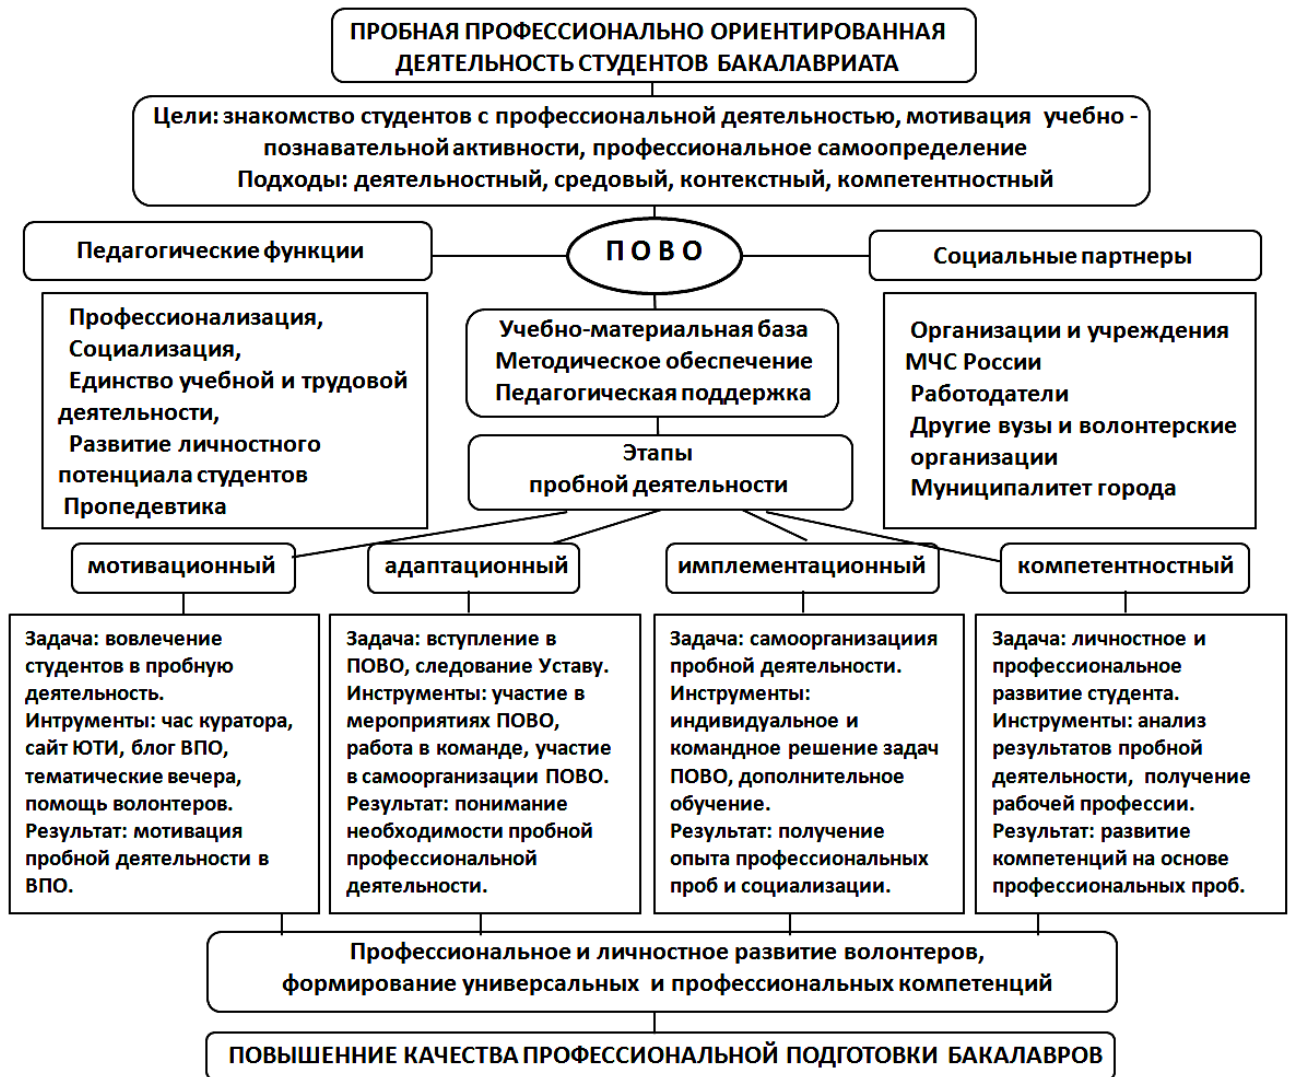 ПРОБНАЯ ПРОФЕССИОНАЛЬНО ОРИЕНТИРОВАННАЯ
ДЕЯТЕЛЬНОСТЬ СТУДЕНТОВ БАКАЛАВРИАТА
Цели: знакомство студентов с профессиональной деятельностью, мотивация учебно -
познавательной активности, профессиональное самоопределение
Подходы: деятельностный, средовый, контекстный, компетентностный
Педагогические функции
П О В О
Социальные партнеры
Профессионализация,
Социализация,
Единство учебной и трудовой
деятельности,
Развитие личностного
потенциала студентов
Пропедевтика
Учебно-материальная база
Методическое обеспечение
Педагогическая поддержка
Организации и учреждения
МЧС России
Работодатели
Другие вузы и волонтерские
организации
Муниципалитет города
Этапы
пробной деятельности
мотивационный
адаптационный
имплементационный
компетентностный
Задача: вовлечение
студентов в пробную
деятельность.
Интрументы: час куратора,
сайт ЮТИ, блог ВПО,
тематические вечера,
помощь волонтеров.
Результат: мотивация
пробной деятельности в
ВПО.
Задача: вступление в
ПОВО, следование Уставу.
Инструменты: участие в
мероприятиях ПОВО,
работа в команде, участие
в самоорганизации ПОВО.
Результат: понимание
необходимости пробной
профессиональной
деятельности.
Задача: самоорганизациия
пробной деятельности.
Инструменты:
индивидуальное и
командное решение задач
ПОВО, дополнительное
обучение.
Результат: получение
опыта профессиональных
проб и социализации.
Задача: личностное и
профессиональное
развитие студента.
Инструменты: анализ
результатов пробной
деятельности, получение
рабочей профессии.
Результат: развитие
компетенций на основе
профессиональных проб.
Профессиональное и личностное развитие волонтеров,
формирование универсальных и профессиональных компетенций
ПОВЫШЕННИЕ КАЧЕСТВА ПРОФЕССИОНАЛЬНОЙ ПОДГОТОВКИ БАКАЛАВРОВ